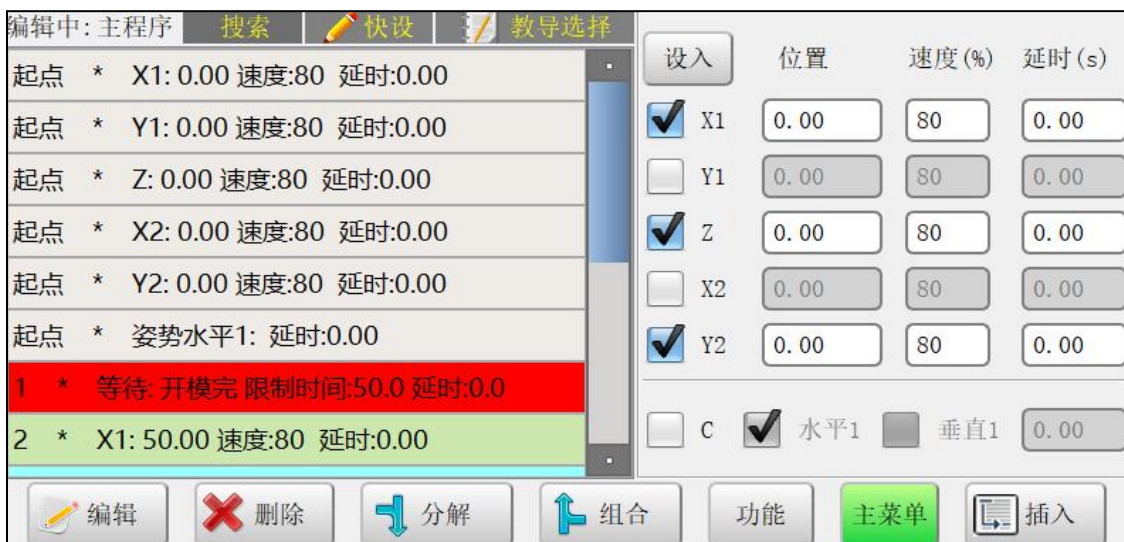 编辑中:主程序 搜索 快设 教导选择
起点 * X1: 0.00 速度:80 延时:0.00
起点 * Y1: 0.00 速度:80 延时:0.00
起点 * Z: 0.00 速度:80 延时:0.00
起点 * X2: 0.00 速度:80 延时:0.00
起点 * Y2: 0.00 速度:80 延时:0.00
起点 * 姿势水平1: 延时:0.00
1 * 等待: 开模完 限制时间:50.0 延时:0.0
2 * X1: 50.00 速度:80 延时:0.00
设入 位置 速度(%) 延时(s)
X1 0.00 80 0.00
Y1 0.00 80 0.00
Z 0.00 80 0.00
X2 0.00 80 0.00
Y2 0.00 80 0.00
C 水平1 垂直1 0.00
编辑 删除 分解 组合 功能 主菜单 插入